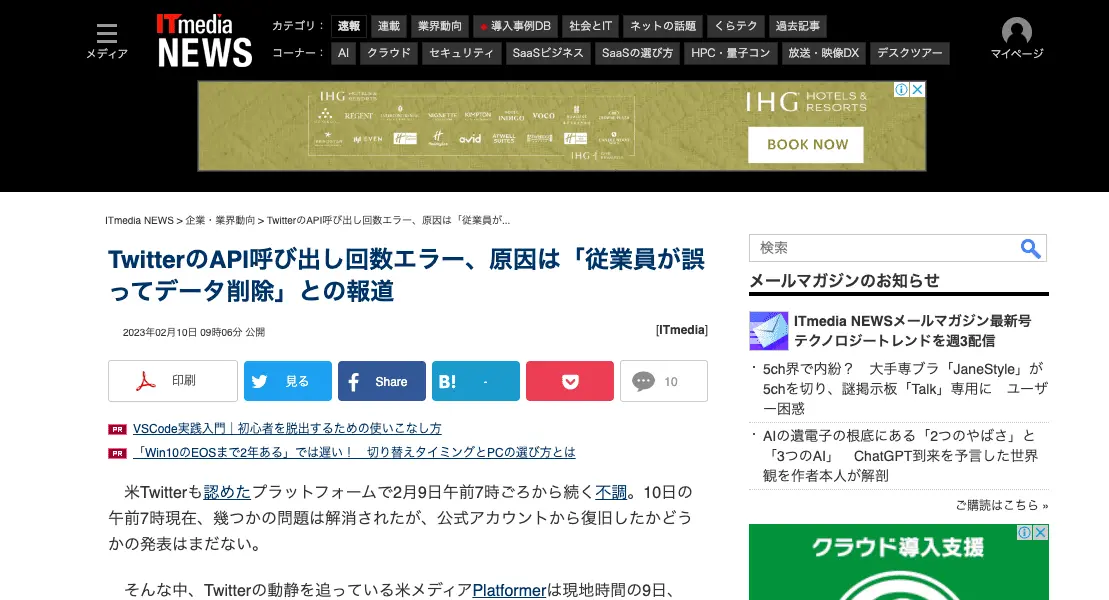 メディア
ITmedia
NEWS
カテゴリ： 速報 連載 業界動向 導入事例DB 社会とIT ネットの話題 くらテク 過去記事
コーナー： AI クラウド セキュリティ SaaSビジネス SaaSの選び方 HPC・量子コン 放送・映像DX デスクツアー
マイページ
IHG HOTELS & RESORTS
REGENT KIMPTON HOTEL INDIGO VOCO
EVEN avid ATWELL SUITES
IHG
IHG HOTELS & RESORTS
BOOK NOW
ITmedia NEWS > 企業・業界動向 > TwitterのAPI呼び出し回数エラー、原因は「従業員が...
TwitterのAPI呼び出し回数エラー、原因は「従業員が誤
ってデータ削除」との報道
2023年02月10日 09時06分 公開
[ITmedia]
印刷 見る Share B! - 10
PR VSCode実践入門｜初心者を脱出するための使いこなし方
PR 「Win10のEOSまで2年ある」では遅い！　切り替えタイミングとPCの選び方とは
米Twitterも認めたプラットフォームで2月9日午前7時ごろから続く不調。10日の
午前7時現在、幾つかの問題は解消されたが、公式アカウントから復旧したかどう
かの発表はまだない。
そんな中、Twitterの動静を追っている米メディアPlatformerは現地時間の9日、
検索
メールマガジンのお知らせ
ITmedia NEWSメールマガジン最新号
テクノロジートレンドを週3配信
・5ch界で内紛？　大手専ブラ「JaneStyle」が
5chを切り、謎掲示板「Talk」専用に　ユーザ
ー困惑
・AIの遺電子の根底にある「2つのやばさ」と
「3つのAI」　ChatGPT到来を予言した世界
観を作者本人が解剖
ご購読はこちら »
クラウド導入支援